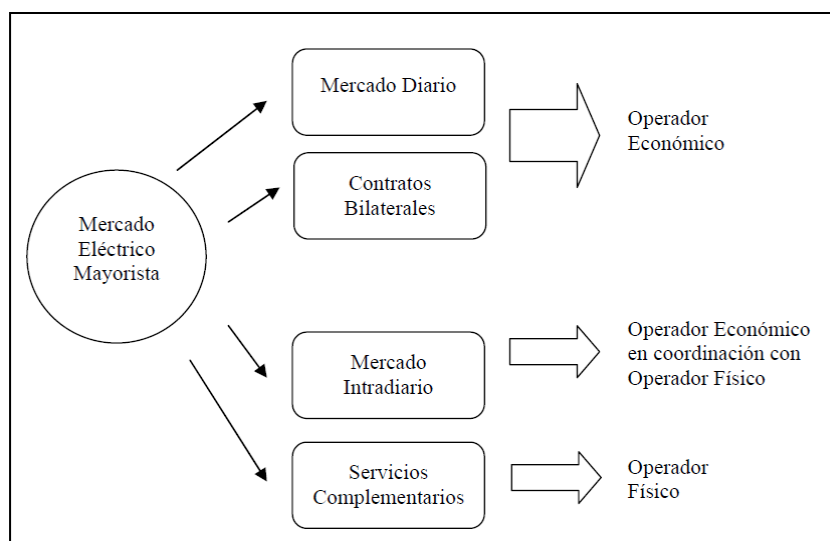 Mercado Diario
Operador
Económico
Contratos
Bilaterales
Mercado
Eléctrico
Mayorista
Mercado
Intradiario
Operador Económico
en coordinación con
Operador Físico
Servicios
Complementarios
Operador
Físico